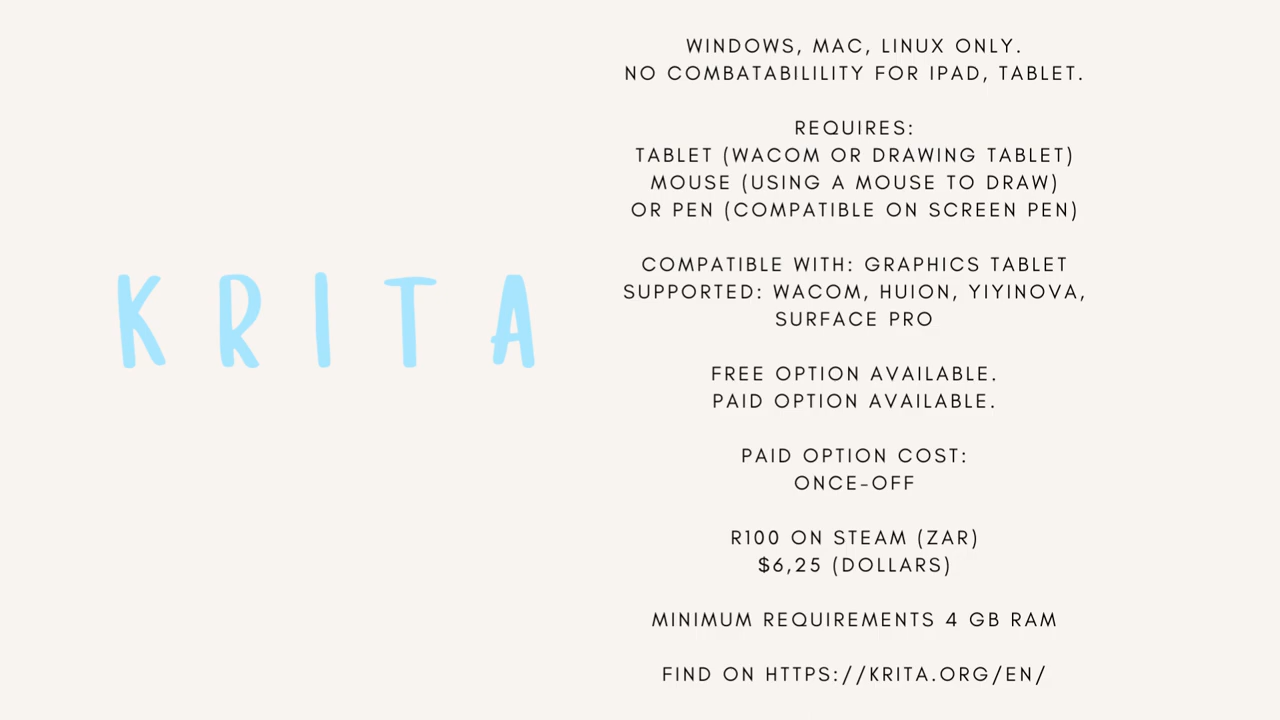 KRITA
WINDOWS, MAC, LINUX ONLY.
NO COMBATABILILITY FOR IPAD, TABLET.
REQUIRES:
TABLET (WACOM OR DRAWING TABLET)
MOUSE (USING A MOUSE TO DRAW)
OR PEN (COMPATIBLE ON SCREEN PEN)
COMPATIBLE WITH: GRAPHICS TABLET
SUPPORTED: WACOM, HUION, YIYINOVA,
SURFACE PRO
FREE OPTION AVAILABLE.
PAID OPTION AVAILABLE.
PAID OPTION COST:
ONCE-OFF
R100 ON STEAM (ZAR)
$6,25 (DOLLARS)
MINIMUM REQUIREMENTS 4 GB RAM
FIND ON HTTPS://KRITA.ORG/EN/